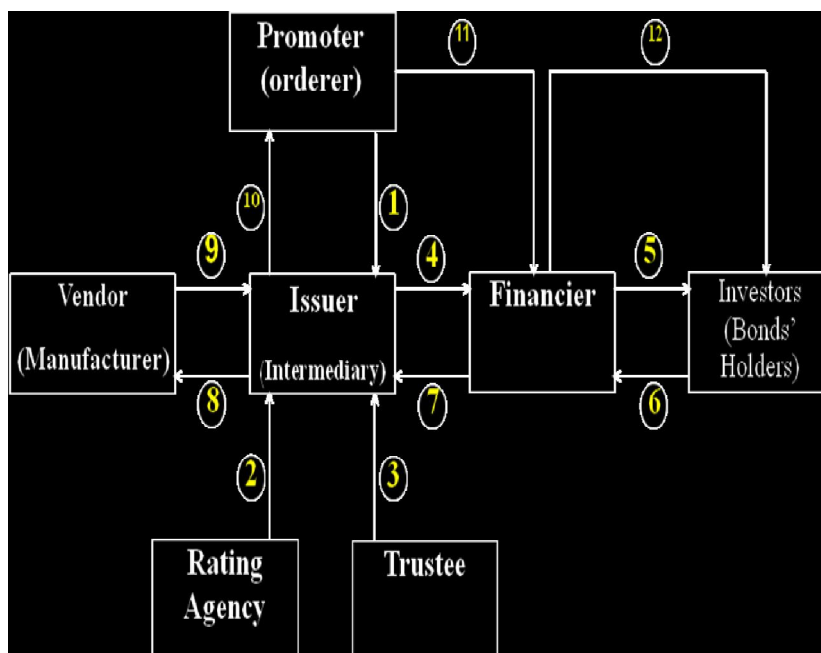 Promoter
(orderer)
11
12
10
1
9
4
5
Vendor
(Manufacturer)
Issuer
(Intermediary)
Financier
Investors
(Bonds'
Holders)
8
7
6
2
3
Rating
Agency
Trustee